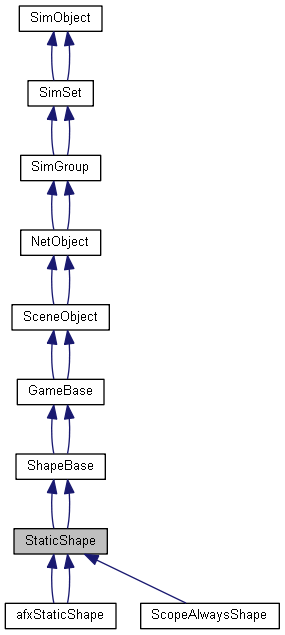 SimObject
SimSet
SimGroup
NetObject
SceneObject
GameBase
ShapeBase
StaticShape
afxStaticShape
ScopeAlwaysShape